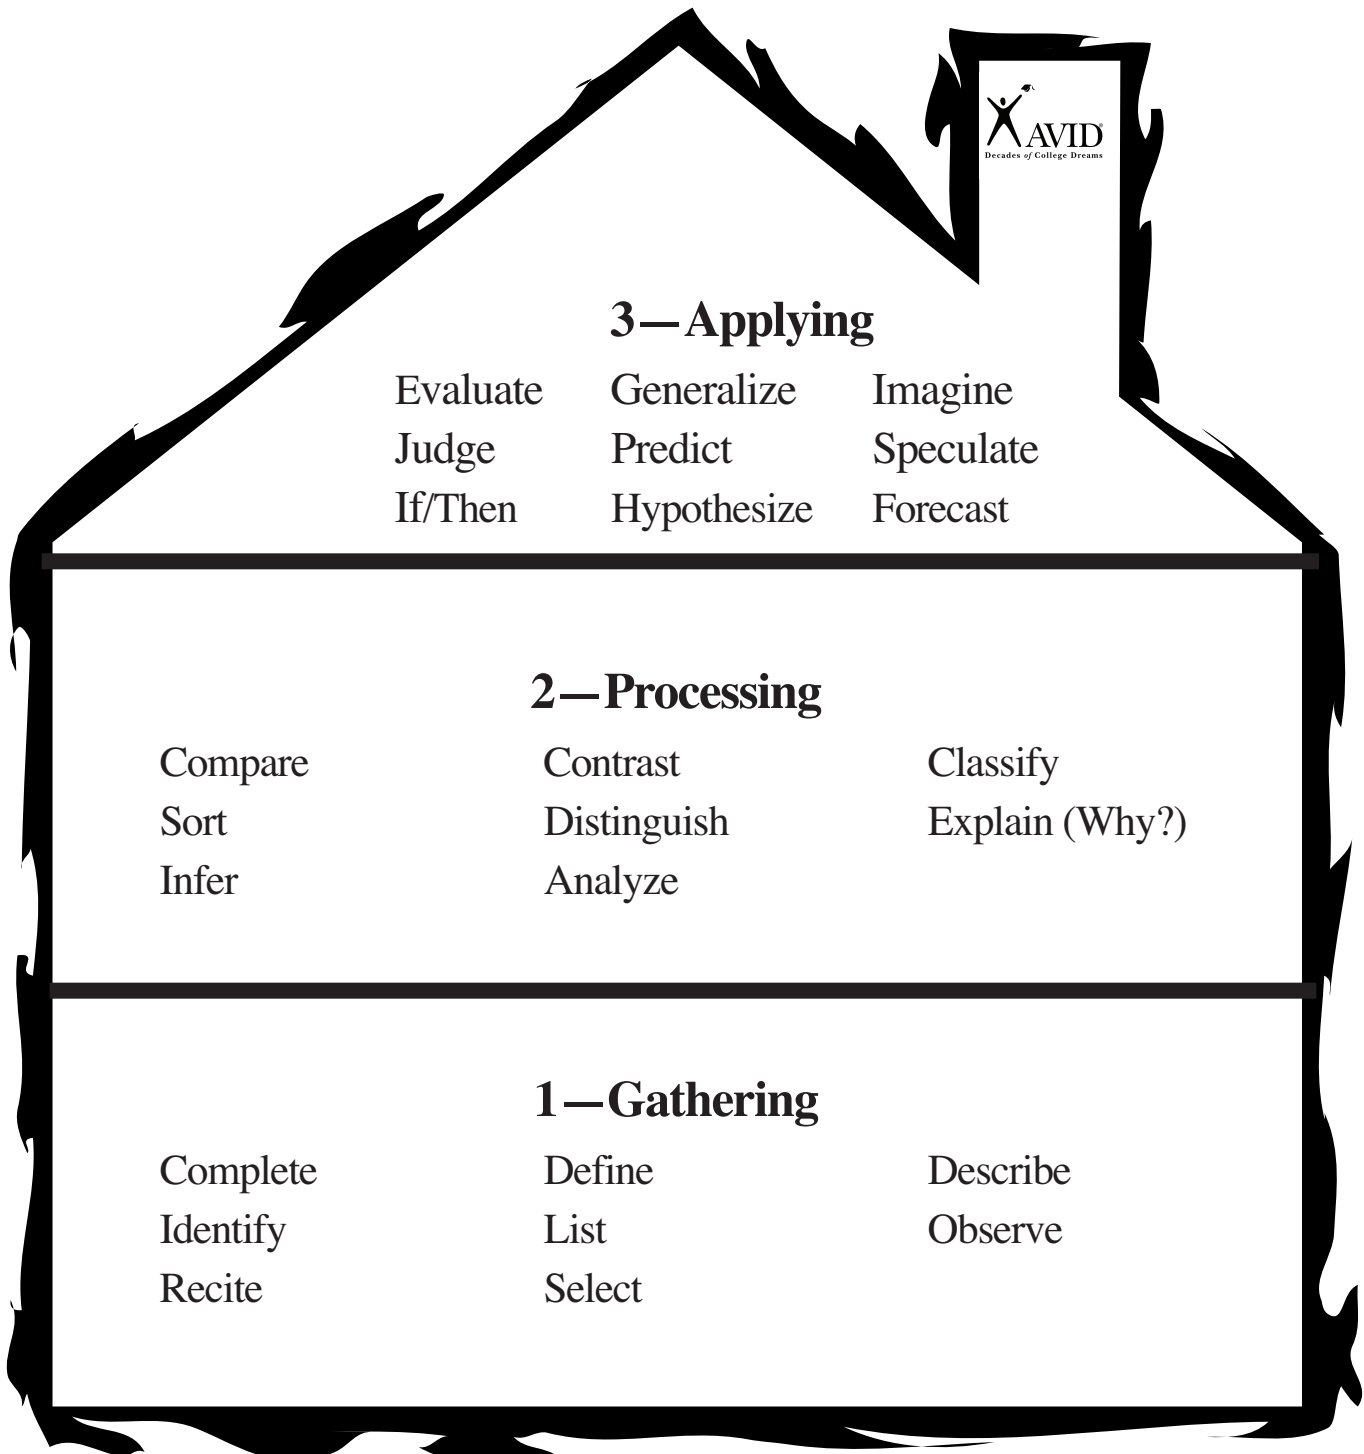 AVID®
Decades of College Dreams
3—Applying
Evaluate Generalize Imagine
Judge Predict Speculate
If/Then Hypothesize Forecast
2—Processing
Compare Contrast Classify
Sort Distinguish Explain (Why?)
Infer Analyze
1—Gathering
Complete Define Describe
Identify List Observe
Recite Select